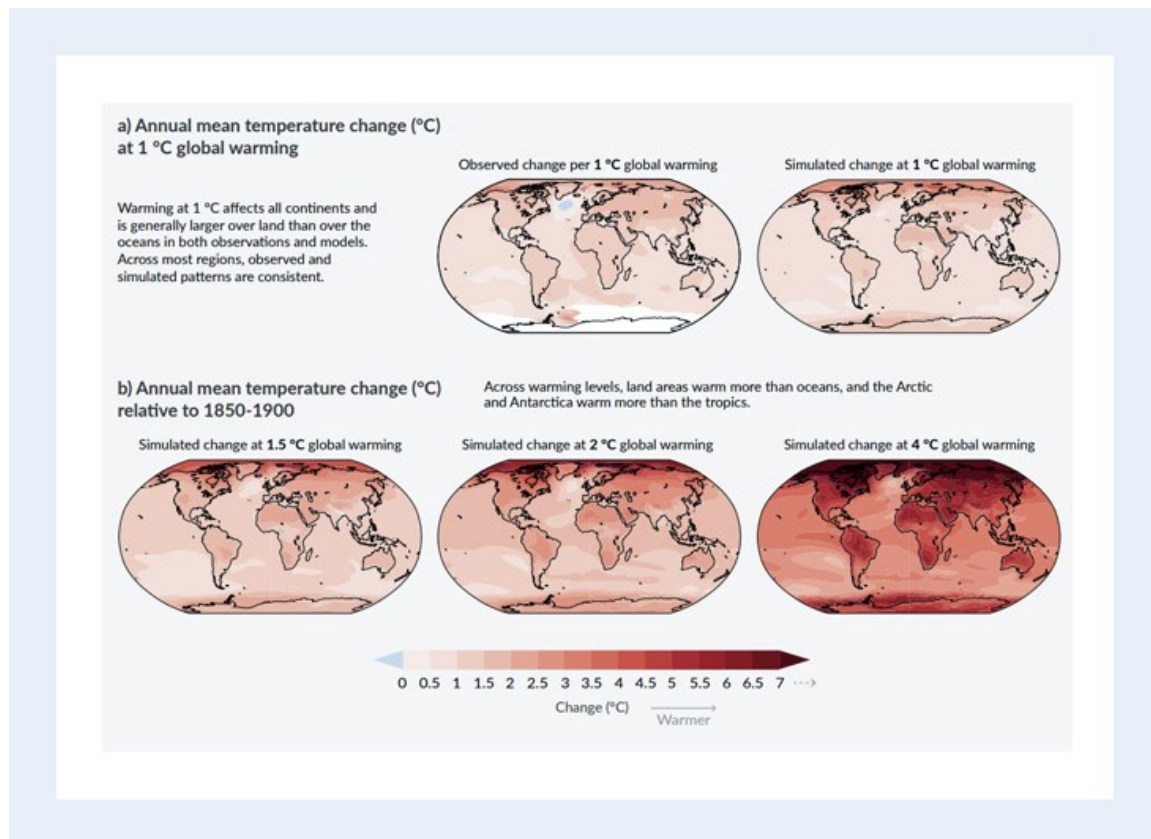 a) Annual mean temperature change (°C)
at 1 °C global warming
Warming at 1 °C affects all continents and
is generally larger over land than over the
oceans in both observations and models.
Across most regions, observed and
simulated patterns are consistent.
Observed change per 1 °C global warming
Simulated change at 1 °C global warming
b) Annual mean temperature change (°C)
relative to 1850-1900
Across warming levels, land areas warm more than oceans, and the Arctic
and Antarctica warm more than the tropics.
Simulated change at 1.5 °C global warming
Simulated change at 2 °C global warming
Simulated change at 4 °C global warming
0 0.5 1 1.5 2 2.5 3 3.5 4 4.5 5 5.5 6 6.5 7
Change (°C)
Warmer